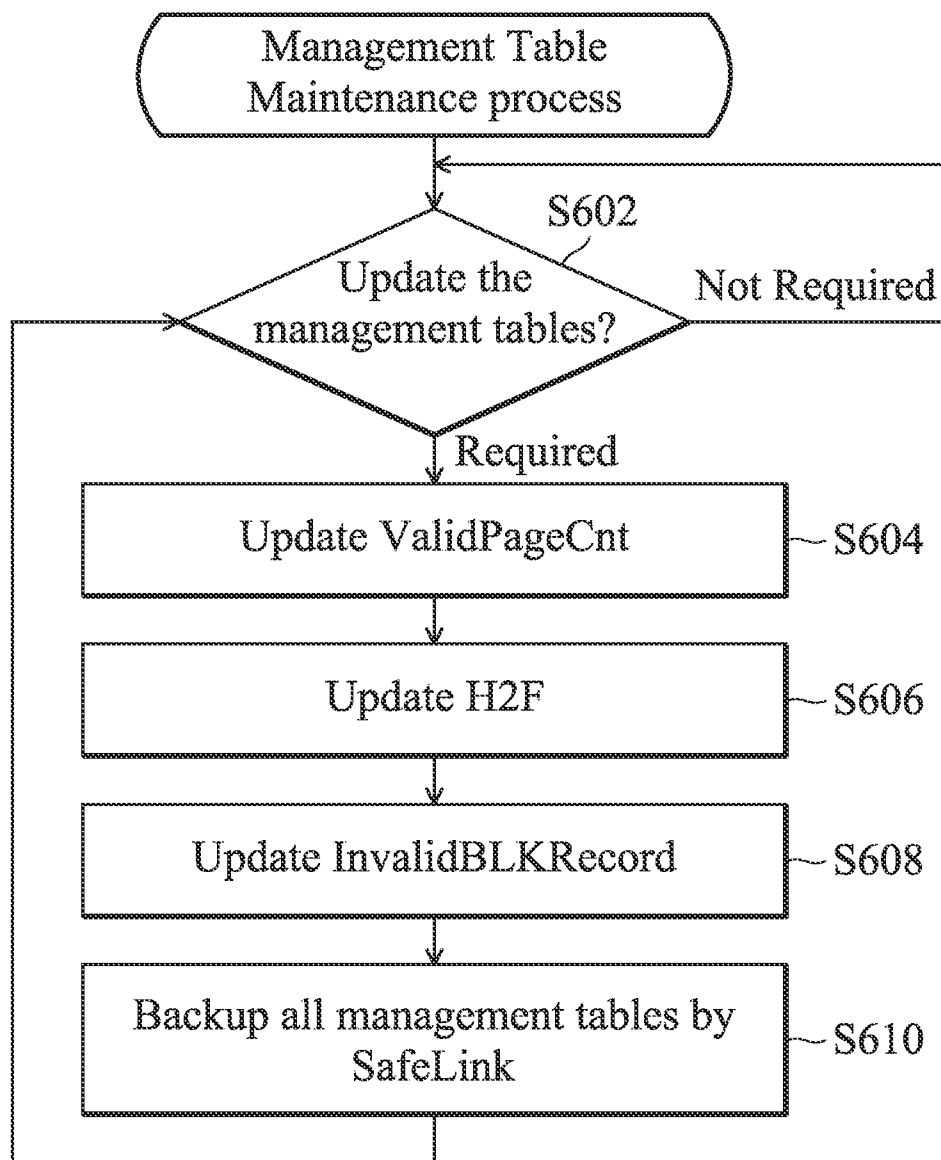 Management Table
Maintenance process
S602
Update the
management tables?
Not Required
Required
Update ValidPageCnt
S604
Update H2F
S606
Update InvalidBLKRecord
S608
Backup all management tables by
SafeLink
S610